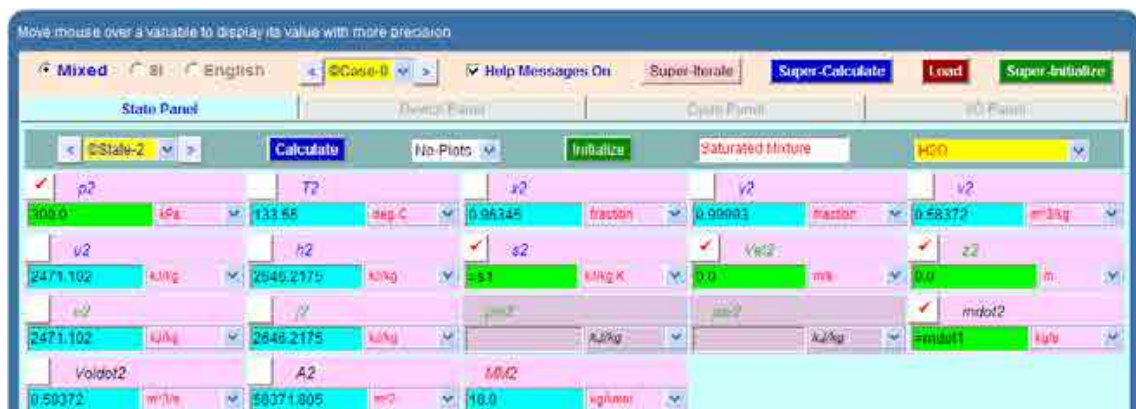 Move mouse over a variable to display its value with more precision.
Mixed SI English < ©Case-0 > Help Messages On Super-Iterate Super-Calculate Load Super-Initialize
State Panel Device Panel Cycle Panel I/O Panel
< ©State-2 > Calculate No-Plots Initialize Saturated Mixture H2O
p2 T2 x2 y2 v2
300.0 kPa 133.55 deg C 0.96345 fraction 0.99993 fraction 0.58372 m^3/kg
u2 h2 s2 Vel2 z2
2471.102 kJ/kg 2646.2175 kJ/kg =s1 kJ/kg.K 0.0 m/s 0.0 m
e2 j2 mdot2
2471.102 kJ/kg 2646.2175 kJ/kg kJ/kg kJ/kg =mdot1 kg/s
Voldot2 A2 MM2
0.58372 m^3/s 58371.805 m^2 18.0 kg/kmol